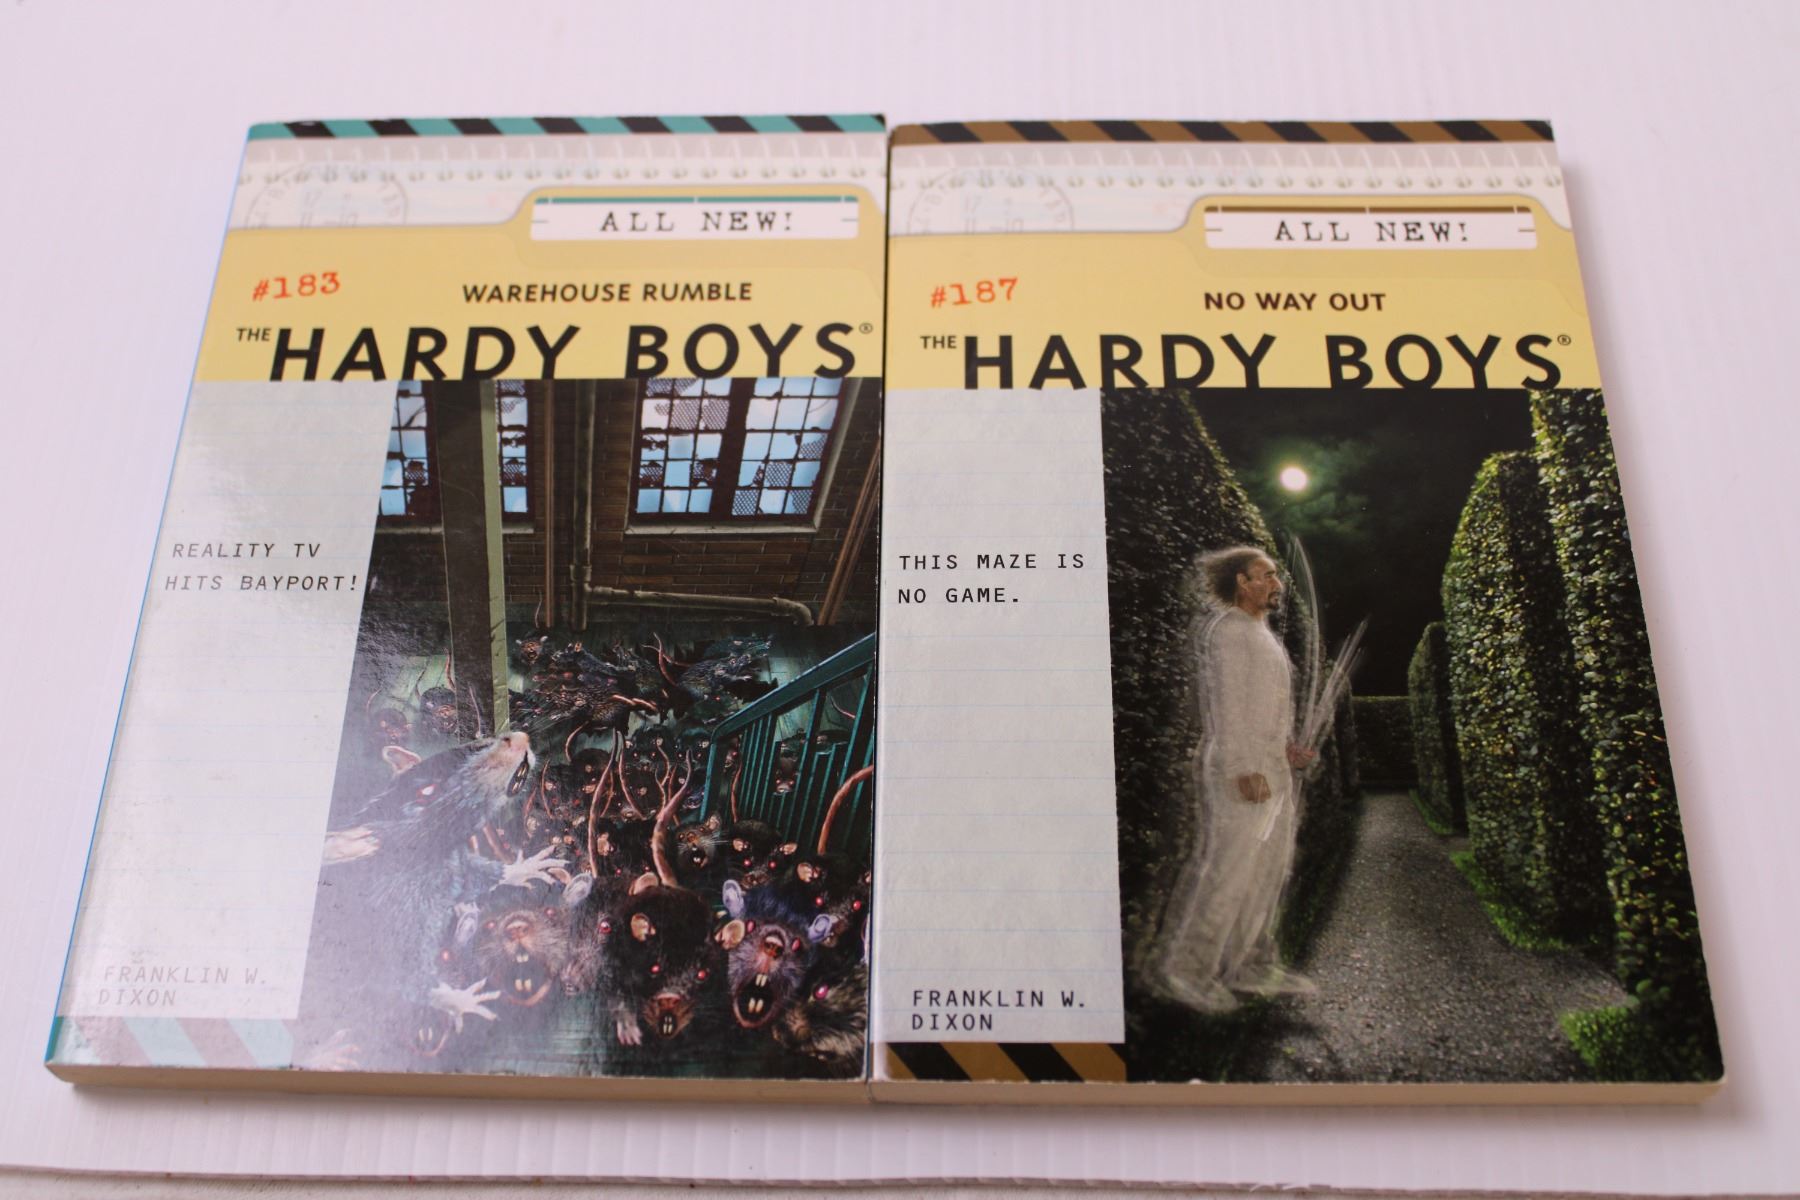 ALL NEW!
#183
WAREHOUSE RUMBLE
THE HARDY BOYS®
REALITY TV
HITS BAYPORT!
FRANKLIN W.
DIXON
ALL NEW!
#187
NO WAY OUT
THE HARDY BOYS®
THIS MAZE IS
NO GAME.
FRANKLIN W.
DIXON